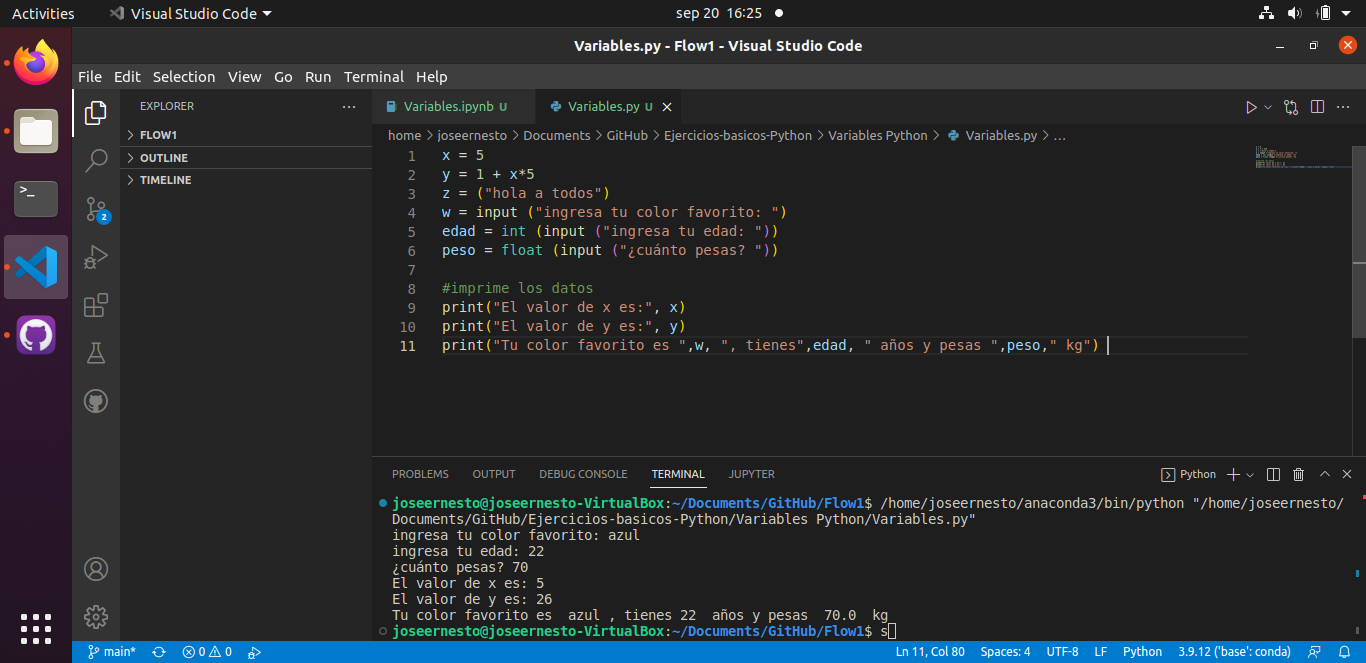 Activities
Visual Studio Code
sep 20 16:25
Variables.py - Flow1 - Visual Studio Code
File Edit Selection View Go Run Terminal Help
EXPLORER
FLOW1
OUTLINE
TIMELINE
2
Variables.ipynb U
Variables.py U
home > joseernesto > Documents > GitHub > Ejercicios-basicos-Python > Variables Python > Variables.py > ...
1 x = 5
2 y = 1 + x*5
3 z = ("hola a todos")
4 w = input ("ingresa tu color favorito: ")
5 edad = int (input ("ingresa tu edad: "))
6 peso = float (input ("¿cuánto pesas? "))
7
8 #imprime los datos
9 print("El valor de x es:", x)
10 print("El valor de y es:", y)
11 print("Tu color favorito es ",w, ", tienes",edad, " años y pesas ",peso," kg")
PROBLEMS OUTPUT DEBUG CONSOLE TERMINAL JUPYTER
Python
joseernesto@joseernesto-VirtualBox:~/Documents/GitHub/Flow1$ /home/joseernesto/anaconda3/bin/python "/home/joseernesto/
Documents/GitHub/Ejercicios-basicos-Python/Variables Python/Variables.py"
ingresa tu color favorito: azul
ingresa tu edad: 22
¿cuánto pesas? 70
El valor de x es: 5
El valor de y es: 26
Tu color favorito es  azul , tienes 22  años y pesas  70.0  kg
joseernesto@joseernesto-VirtualBox:~/Documents/GitHub/Flow1$ s
main* 0 0
Ln 11, Col 80 Spaces: 4 UTF-8 LF Python 3.9.12 ('base': conda)